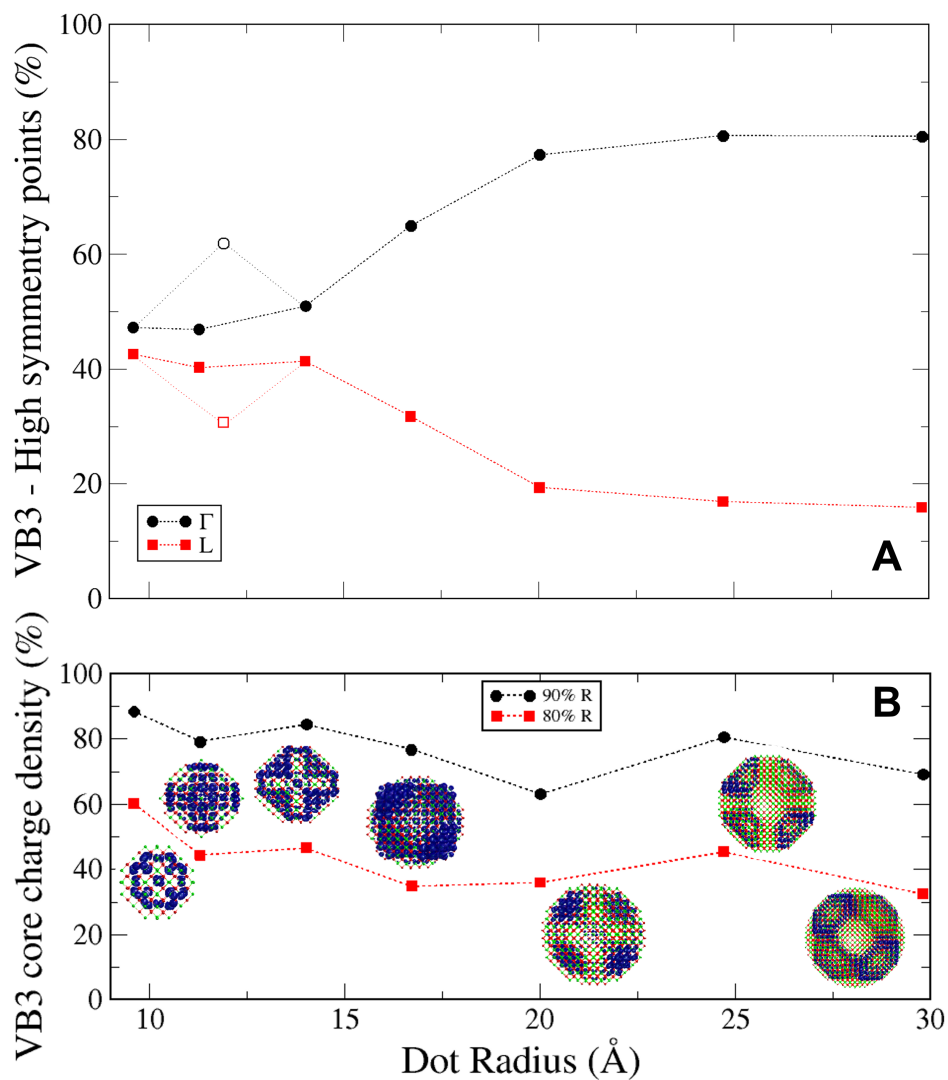 VB3 - High symmentry points (%)
100
80
60
40
20
0
Γ
L
A
VB3 core charge density (%)
100
80
60
40
20
0
90% R
80% R
B
10 15 20 25 30
Dot Radius (Å)